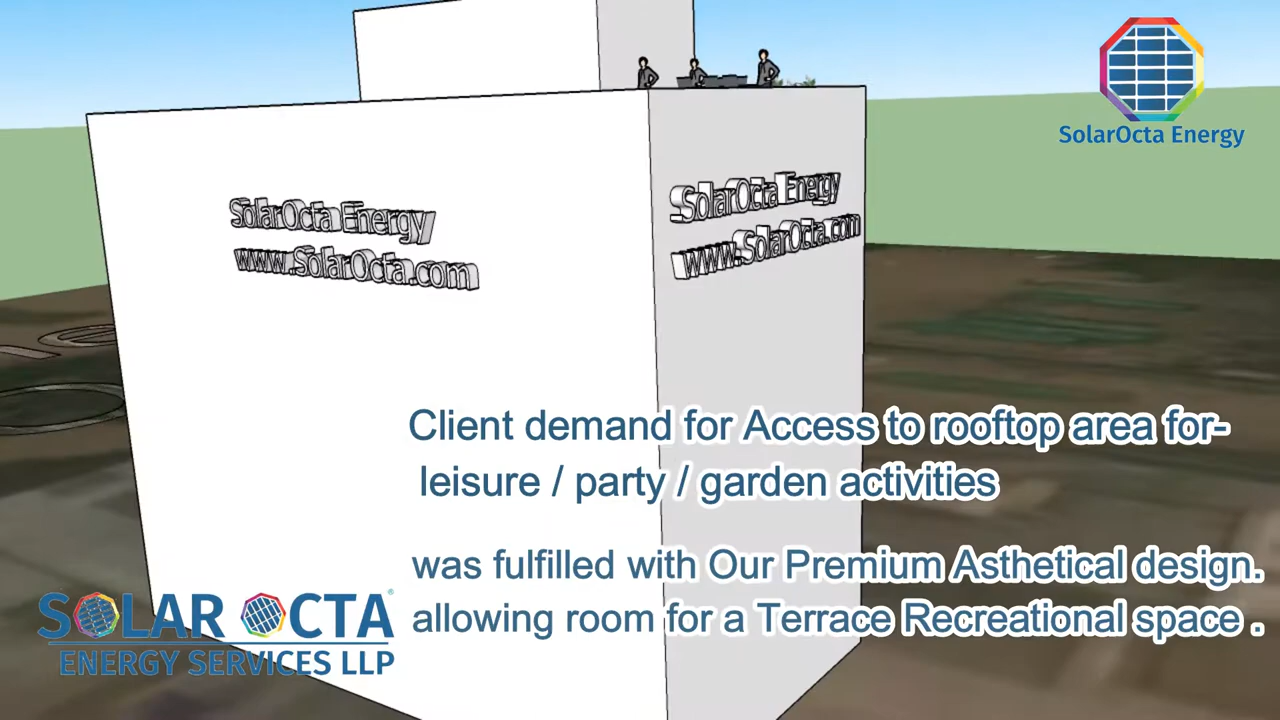 SolarOcta Energy
SolarOcta Energy
www.SolarOcta.com
SolarOcta Energy
www.SolarOcta.com
Client demand for Access to rooftop area for-
leisure / party / garden activities
was fulfilled with Our Premium Asthetical design.
allowing room for a Terrace Recreational space .
SOLAR OCTA®
ENERGY SERVICES LLP